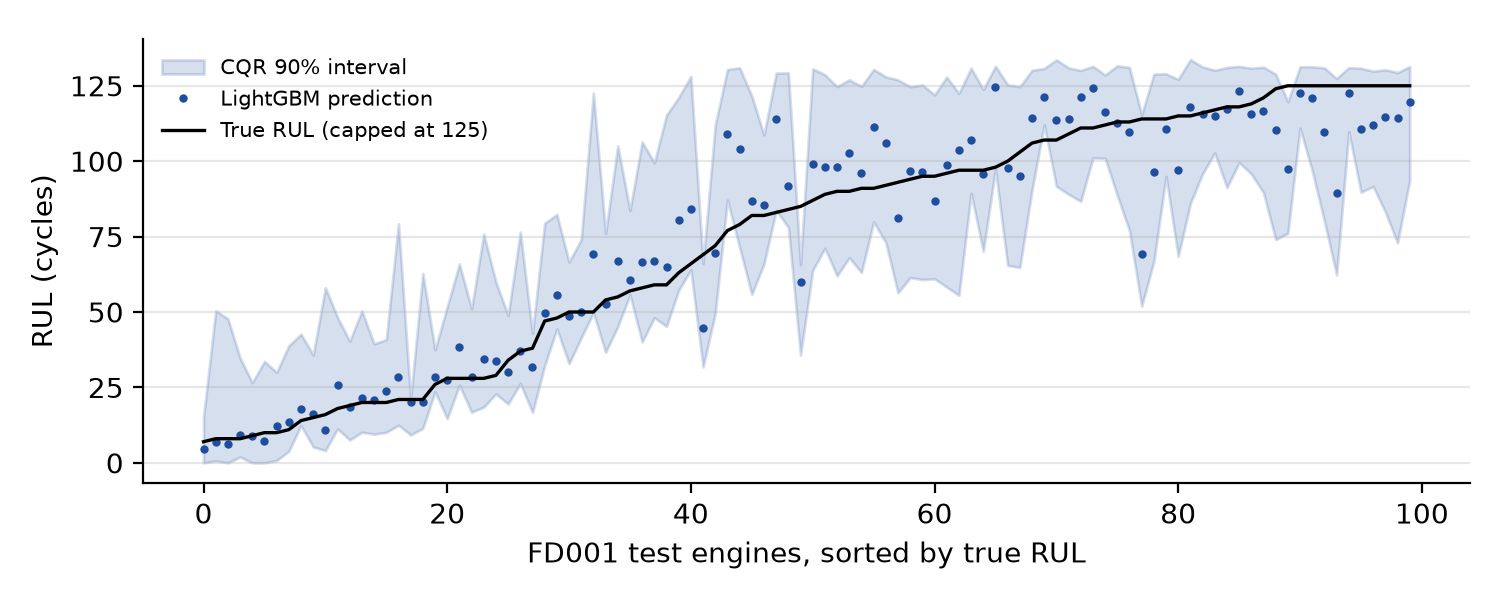 CQR 90% interval
LightGBM prediction
True RUL (capped at 125)
RUL (cycles)
125
100
75
50
25
0
0 20 40 60 80 100
FD001 test engines, sorted by true RUL